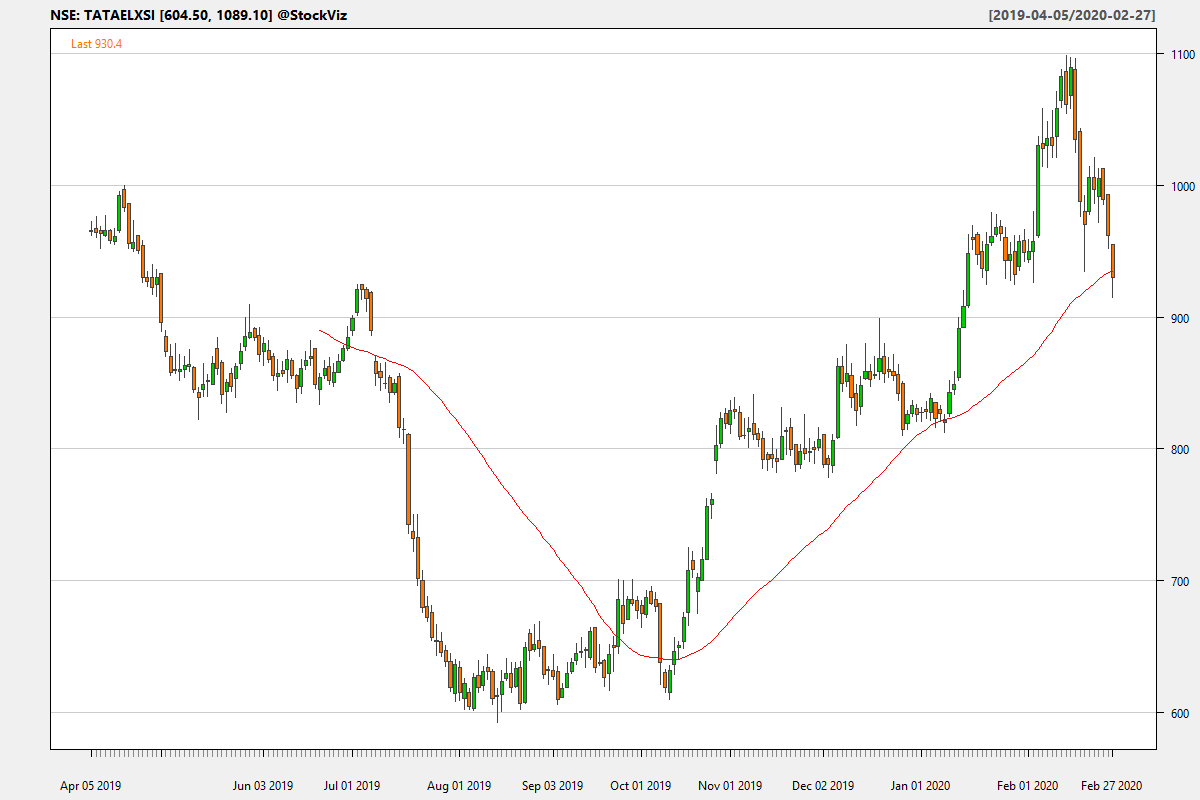 NSE: TATAELXSI [604.50, 1089.10] @StockViz [2019-04-05/2020-02-27]
Last 930.4
1100
1000
900
800
700
600
Apr 05 2019 Jun 03 2019 Jul 01 2019 Aug 01 2019 Sep 03 2019 Oct 01 2019 Nov 01 2019 Dec 02 2019 Jan 01 2020 Feb 01 2020 Feb 27 2020